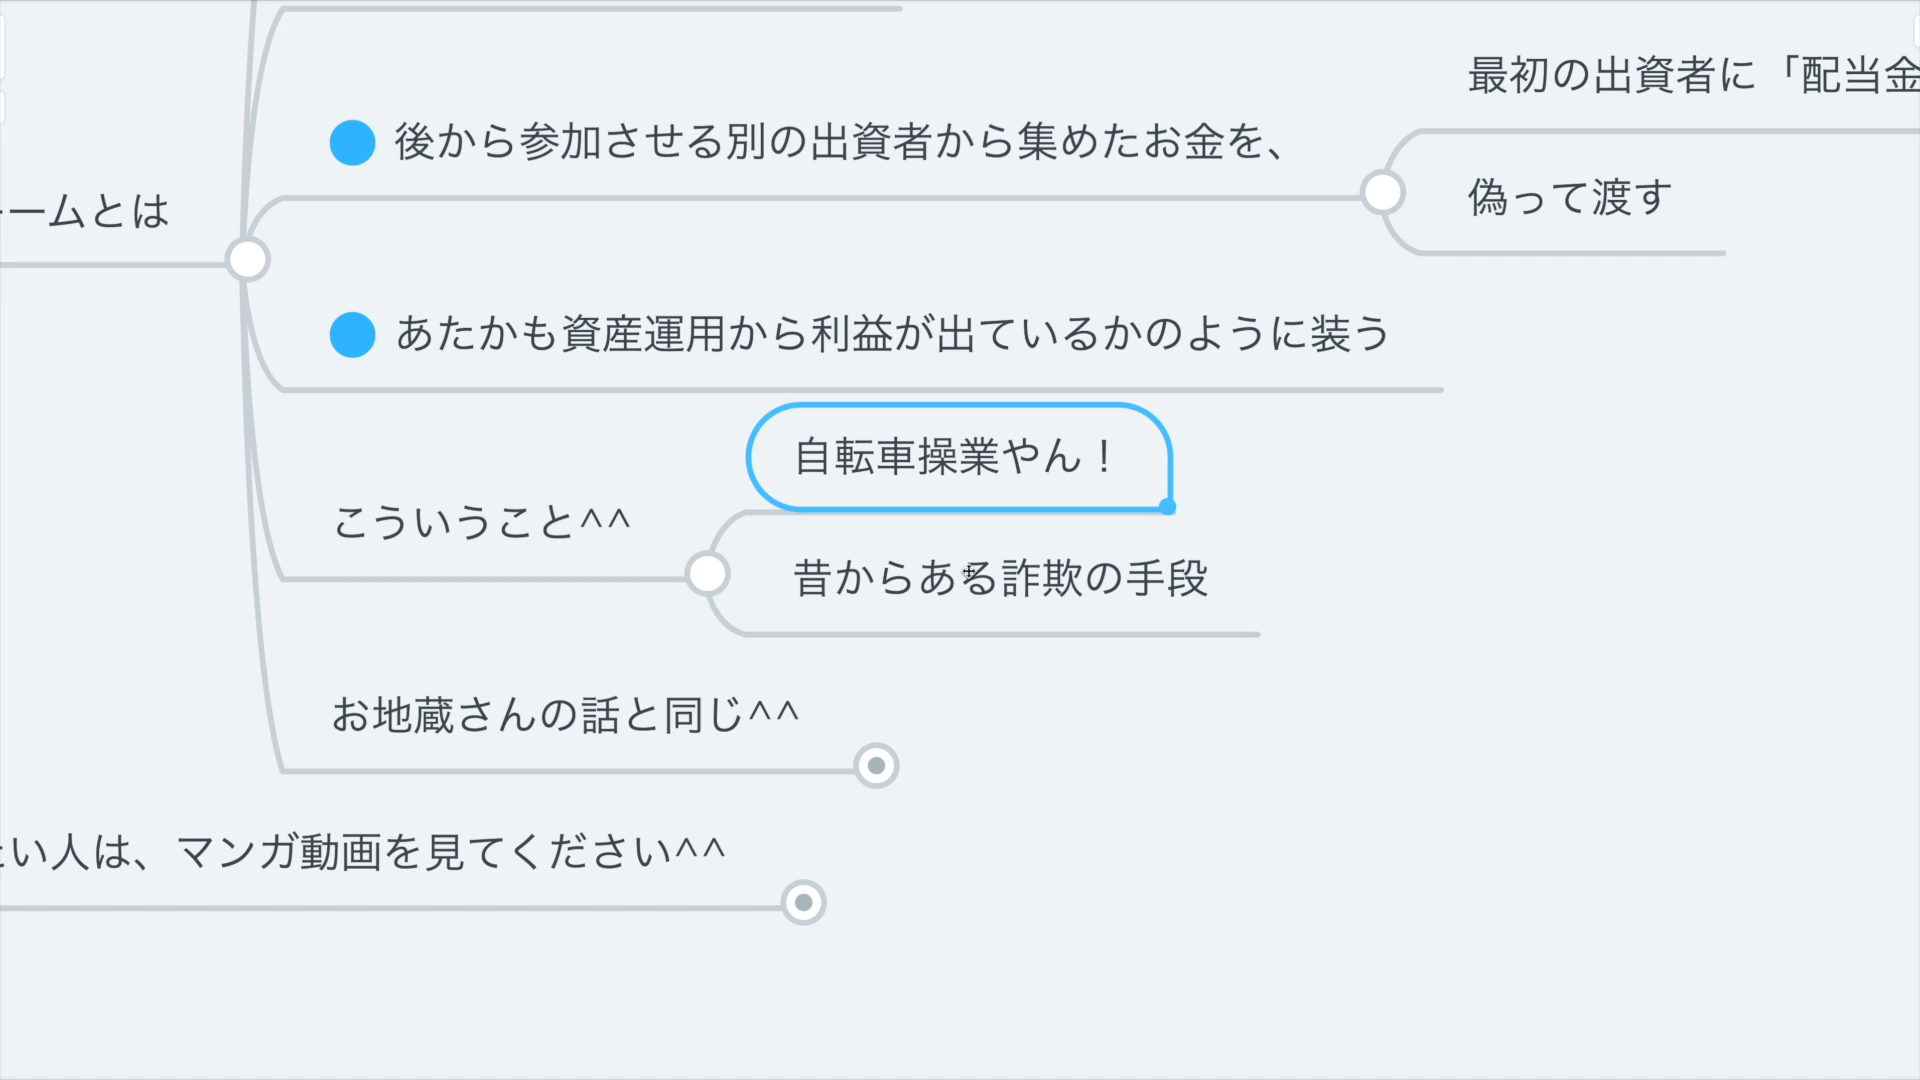 最初の出資者に「配当金
後から参加させる別の出資者から集めたお金を、
偽って渡す
ームとは
あたかも資産運用から利益が出ているかのように装う
自転車操業やん！
こういうこと^^
昔からある詐欺の手段
お地蔵さんの話と同じ^^
い人は、マンガ動画を見てください^^